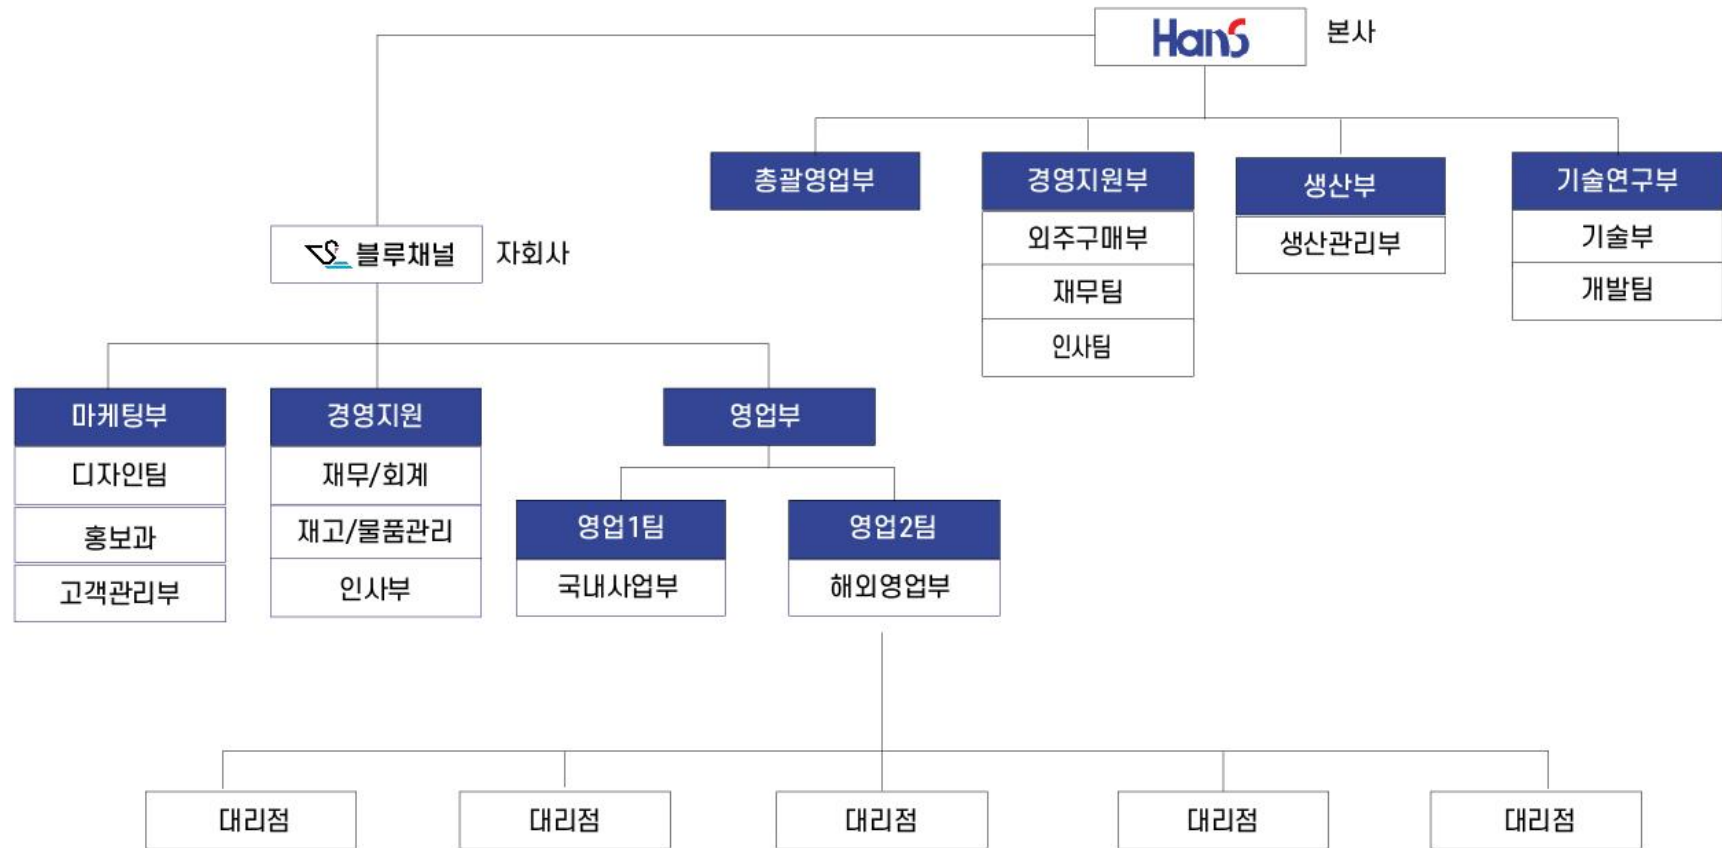 HanS 본사
총괄영업부
경영지원부
외주구매부
재무팀
인사팀
생산부
생산관리부
기술연구부
기술부
개발팀
블루채널 자회사
마케팅부
디자인팀
홍보과
고객관리부
경영지원
재무/회계
재고/물품관리
인사부
영업부
영업1팀
국내사업부
영업2팀
해외영업부
대리점
대리점
대리점
대리점
대리점